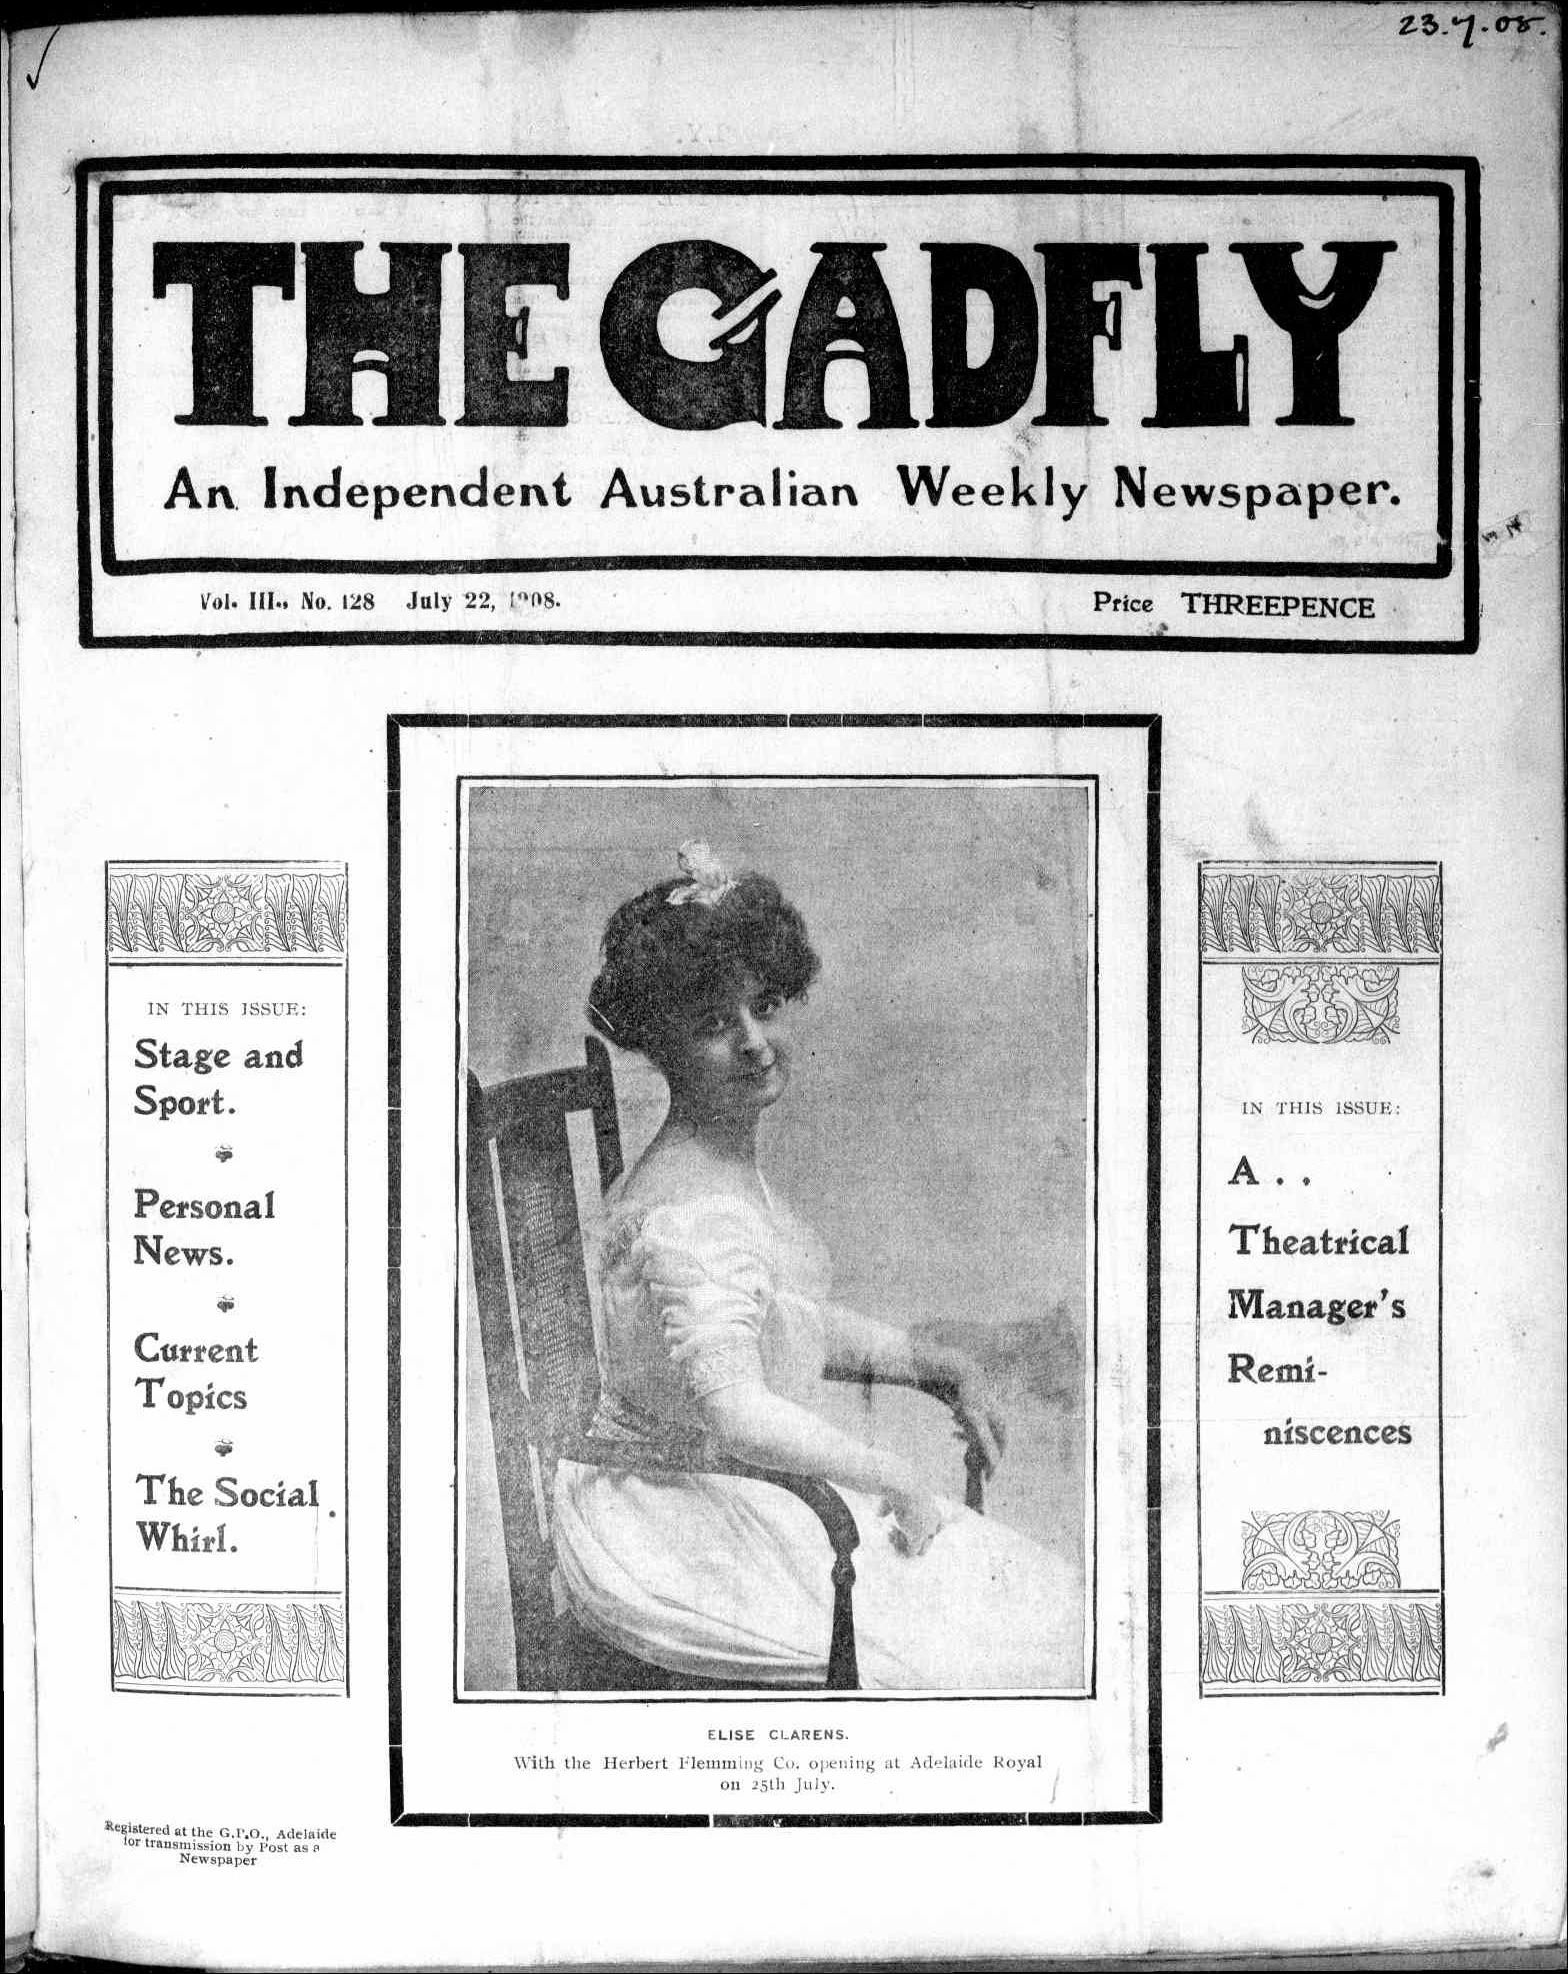 23.7.08.
THE GADFLY
An Independent Australian Weekly Newspaper.
Vol. III., No. 128 July 22, 1908.
Price THREEPENCE
IN THIS ISSUE:
Stage and
Sport.
Personal
News.
Current
Topics
The Social
Whirl.
IN THIS ISSUE:
A . .
Theatrical
Manager's
Remi-
niscences
ELISE CLARENS.
With the Herbert Flemming Co. opening at Adelaide Royal
on 25th July.
Registered at the G.P.O., Adelaide
for transmission by Post as a
Newspaper